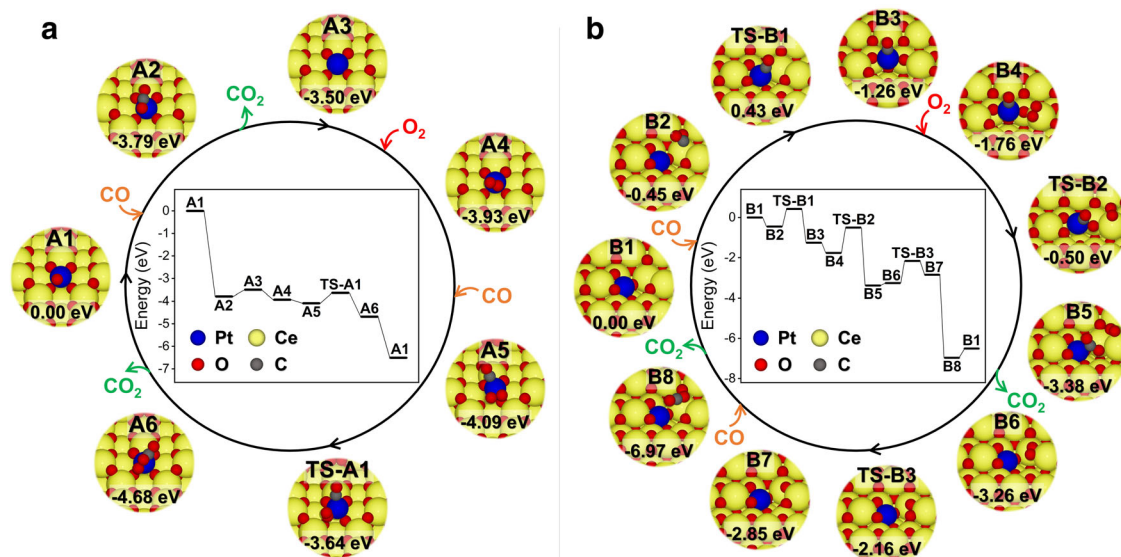 a
A3
-3.50 eV
A2
-3.79 eV
CO2
O2
A4
-3.93 eV
CO
A1
0.00 eV
CO
A5
-4.09 eV
CO2
A6
-4.68 eV
TS-A1
-3.64 eV
Energy (eV)
0
-1
-2
-3
-4
-5
-6
-7
A1
A2
A3
A4
A5
TS-A1
A6
A1
Pt
Ce
O
C
b
TS-B1
0.43 eV
B3
-1.26 eV
B4
-1.76 eV
O2
B2
-0.45 eV
TS-B2
-0.50 eV
CO
B1
0.00 eV
B5
-3.38 eV
CO2
B8
-6.97 eV
CO
CO2
B6
-3.26 eV
B7
-2.85 eV
TS-B3
-2.16 eV
Energy (eV)
0
-2
-4
-6
-8
B1
B2
TS-B1
B3
B4
TS-B2
B5
B6
TS-B3
B7
B8
B1
Pt
Ce
O
C